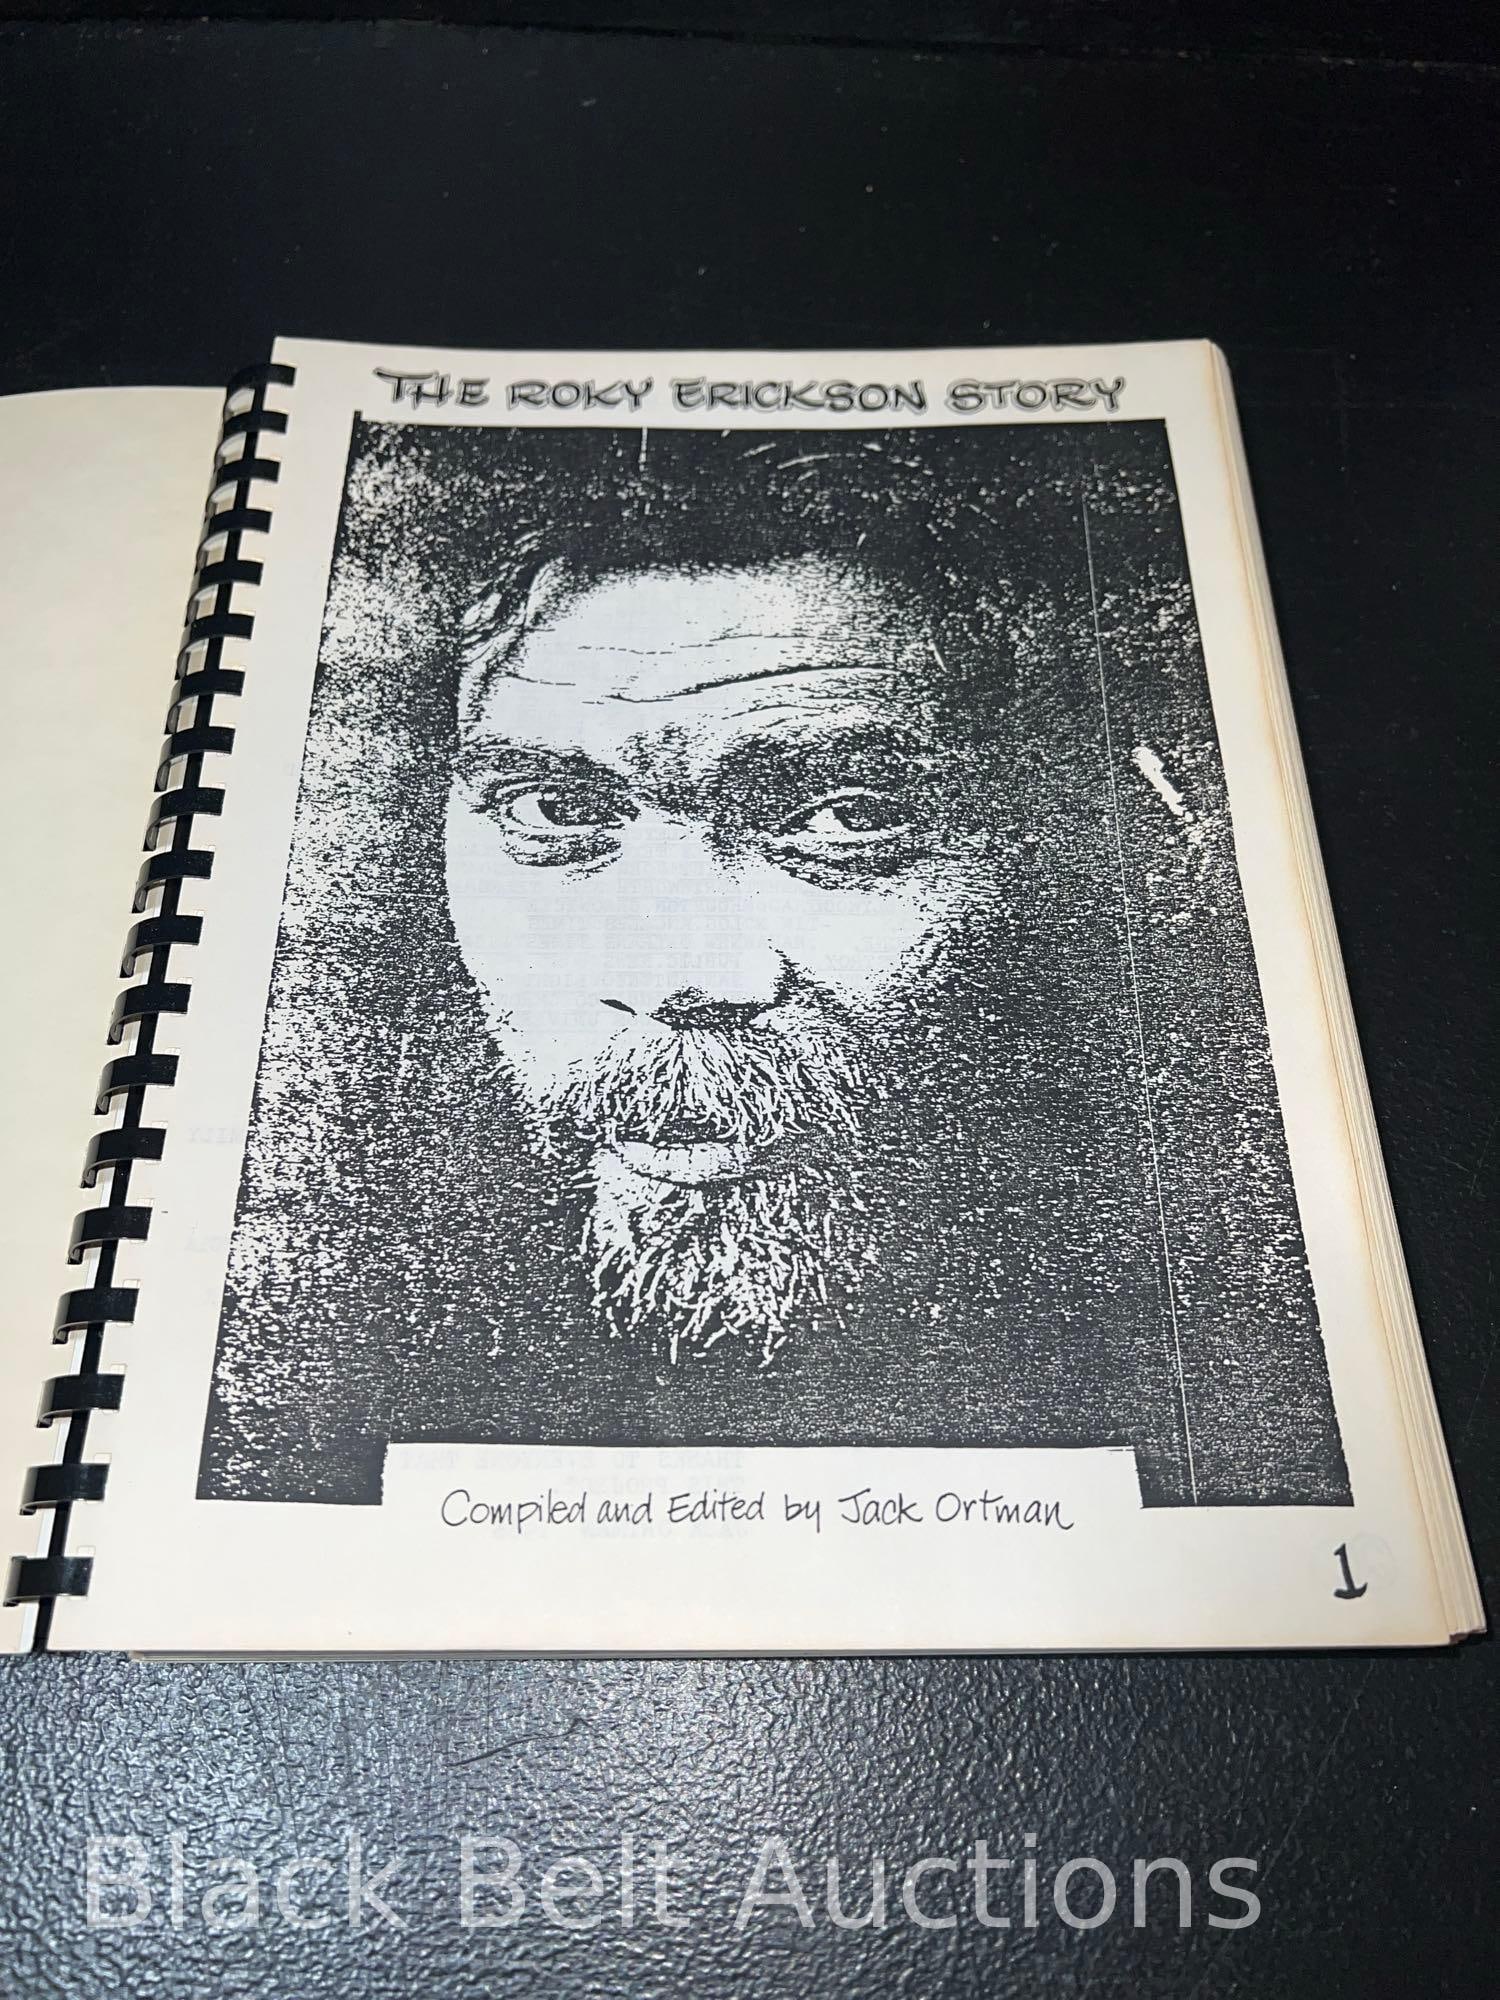 THE ROKY ERICKSON STORY
Compiled and Edited by Jack Ortman
1
Black Belt Auctions